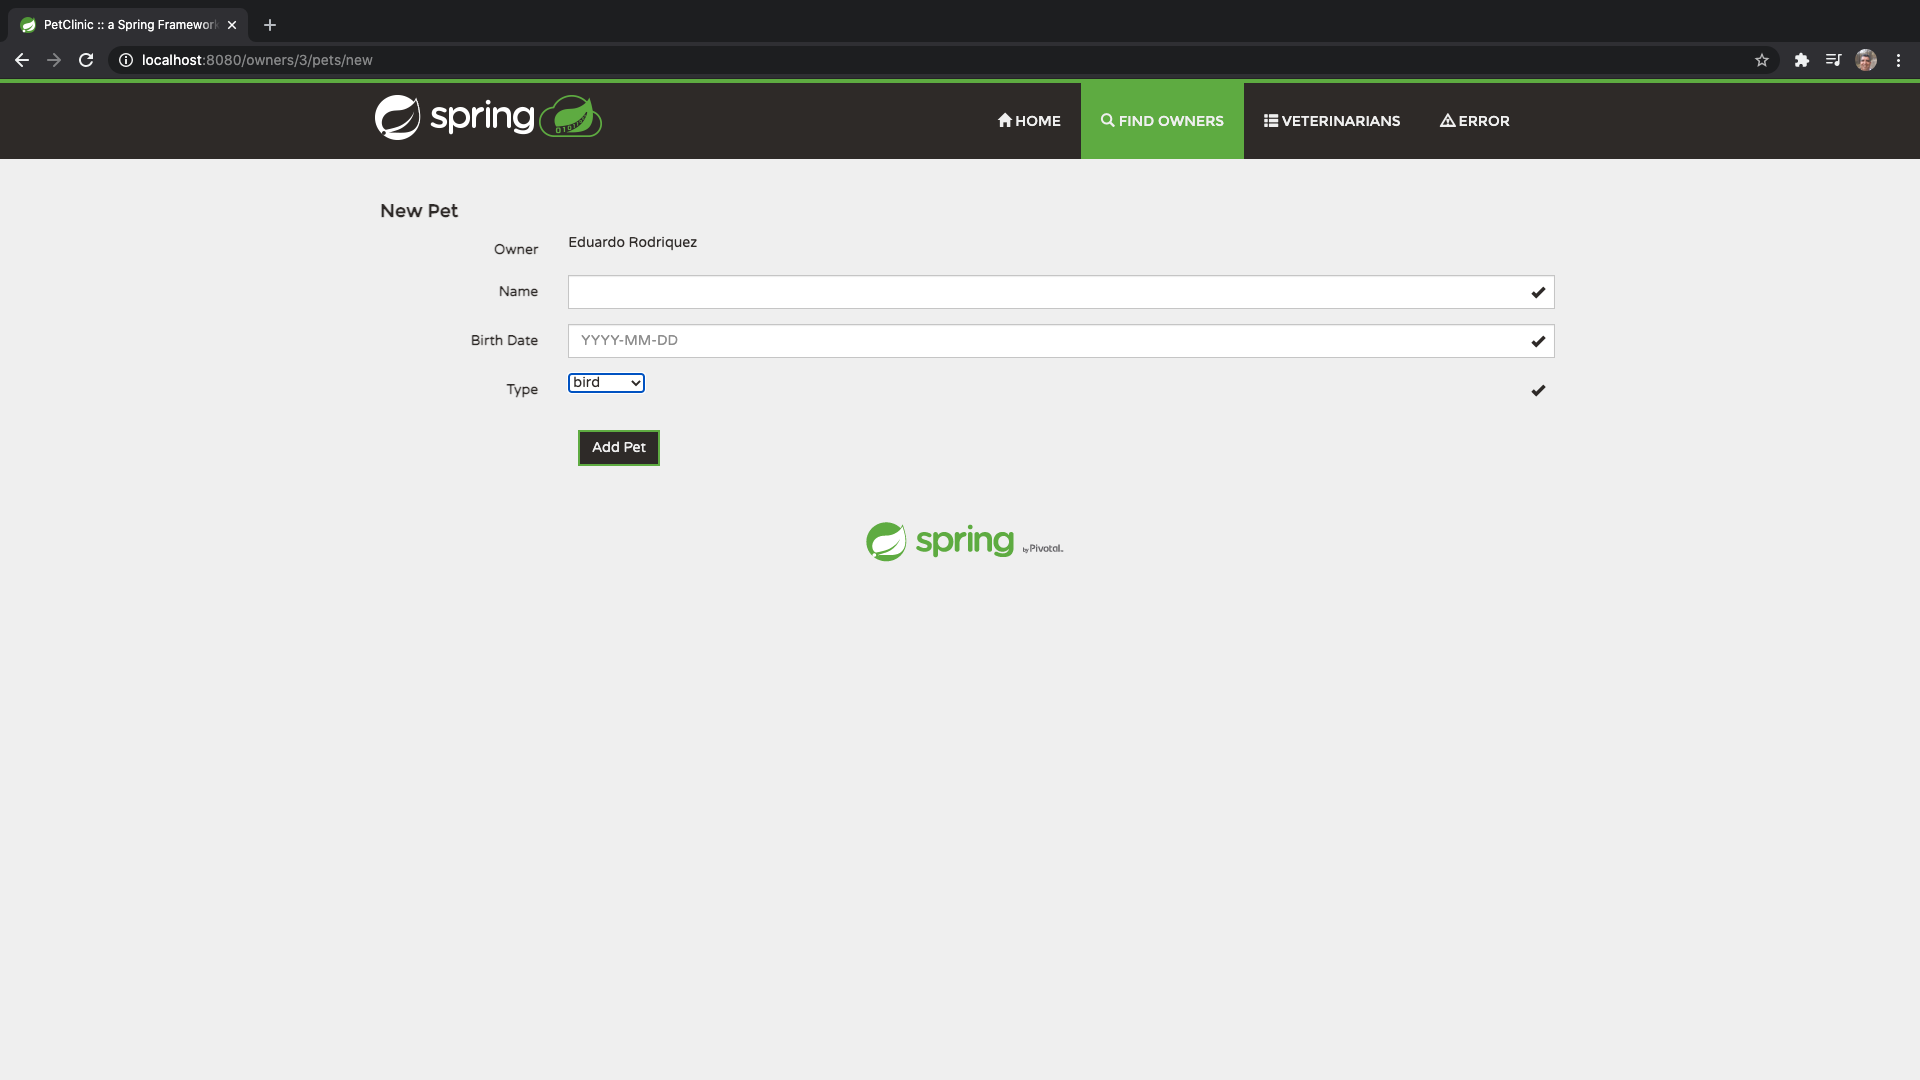 PetClinic :: a Spring Framework
localhost:8080/owners/3/pets/new
spring
HOME
FIND OWNERS
VETERINARIANS
ERROR
New Pet
Owner
Eduardo Rodriquez
Name
Birth Date
YYYY-MM-DD
Type
bird
Add Pet
spring by Pivotal